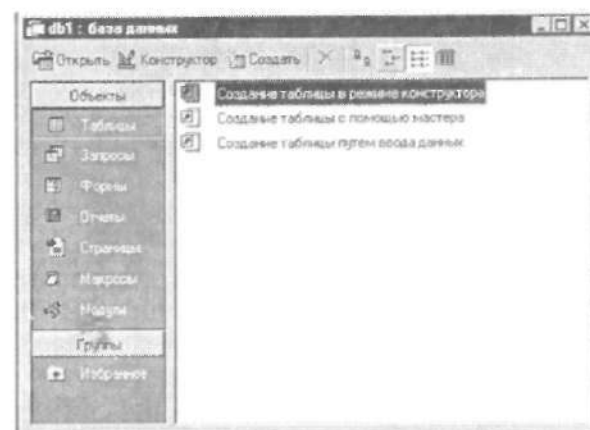 db1 : база данных
Открыть Конструктор Создать
Объекты
Таблицы
Запросы
Формы
Отчеты
Страницы
Макросы
Модули
Группы
Избранное
Создание таблицы в режиме конструктора
Создание таблицы с помощью мастера
Создание таблицы путем ввода данных